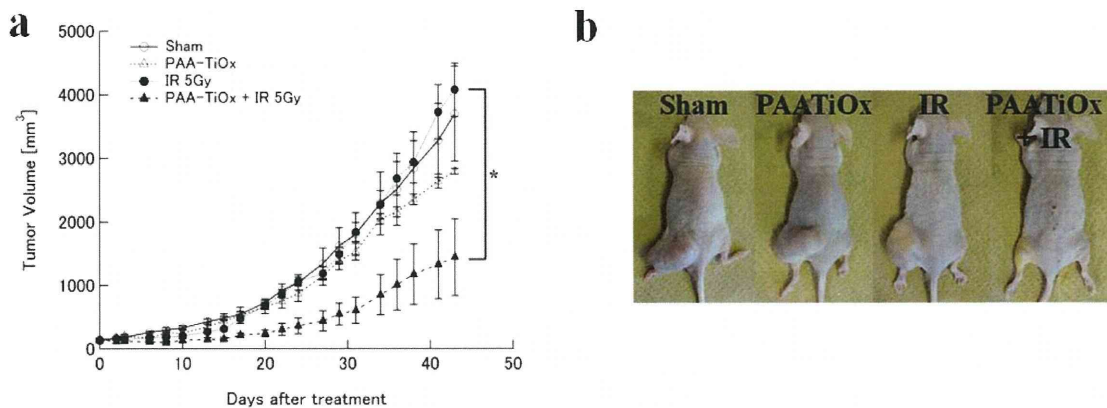 a
5000
4000
3000
2000
1000
0
Tumor Volume [mm³]
Sham
PAA-TiOx
IR 5Gy
PAA-TiOx + IR 5Gy
*
0 10 20 30 40 50
Days after treatment
b
Sham PAATiOx IR PAATiOx
+ IR